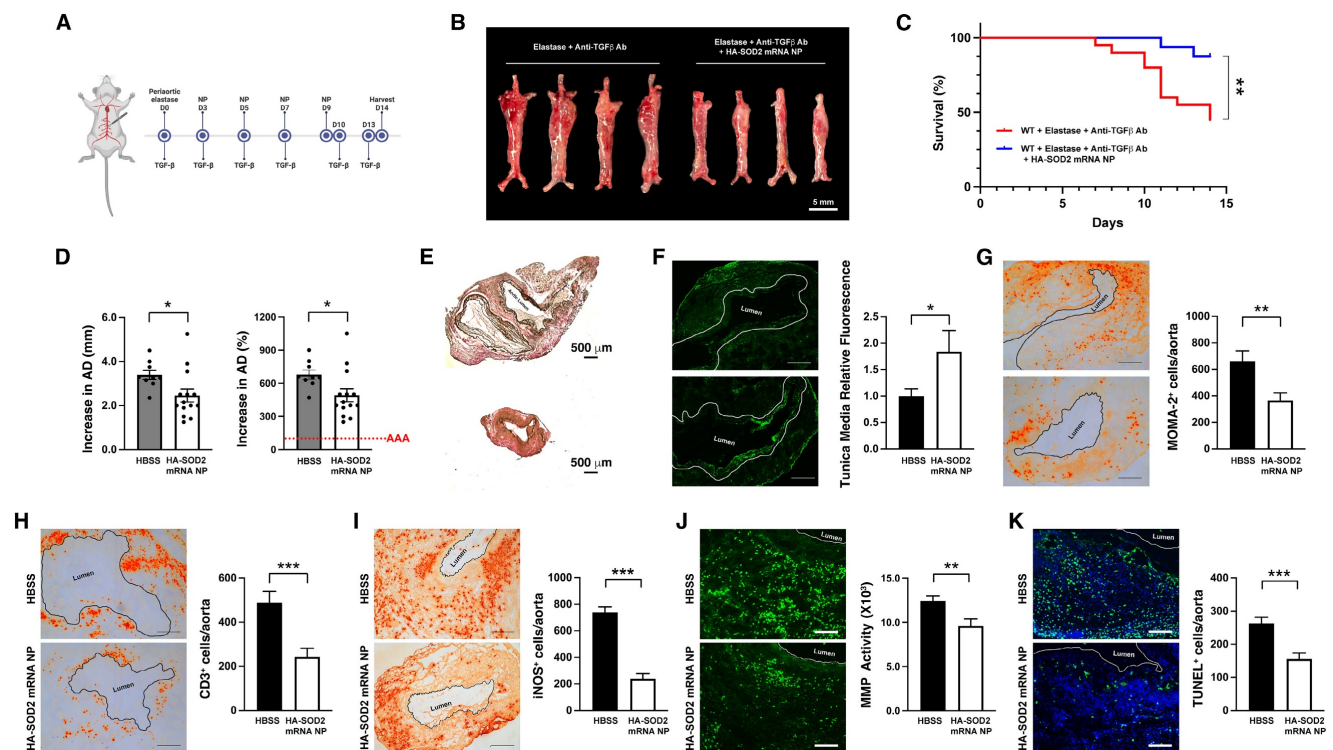 A
Periaortic
elastase
D0
NP
D3
NP
D5
NP
D7
NP
D9
D10
D13
Harvest
D14
TGF-β
TGF-β
TGF-β
TGF-β
TGF-β
TGF-β
B
Elastase + Anti-TGFβ Ab
Elastase + Anti-TGFβ Ab
+ HA-SOD2 mRNA NP
5 mm
C
Survival (%)
100
50
0
0
5
10
15
Days
WT + Elastase + Anti-TGFβ Ab
WT + Elastase + Anti-TGFβ Ab
+ HA-SOD2 mRNA NP
**
D
Increase in AD (mm)
6.0
4.0
2.0
0
*
HBSS
HA-SOD2
mRNA NP
Increase in AD (%)
1200
900
600
300
0
*
AAA
HBSS
HA-SOD2
mRNA NP
E
Aortic Lumen
500 µm
500 µm
F
Lumen
Lumen
Tunica Media Relative Fluorescence
2.5
2.0
1.5
1.0
0.5
0.0
*
HBSS
HA-SOD2
mRNA NP
G
Lumen
Lumen
MOMA-2⁺ cells/aorta
1000
800
600
400
200
0
**
HBSS
HA-SOD2
mRNA NP
H
HBSS
HA-SOD2 mRNA NP
Lumen
Lumen
CD3⁺ cells/aorta
600
400
200
0
***
HBSS
HA-SOD2
mRNA NP
I
HBSS
HA-SOD2 mRNA NP
Lumen
Lumen
iNOS⁺ cells/aorta
1000
800
600
400
200
0
***
HBSS
HA-SOD2
mRNA NP
J
HBSS
HA-SOD2 mRNA NP
Lumen
Lumen
MMP Activity (X10³)
15.0
10.0
5.0
0
**
HBSS
HA-SOD2
mRNA NP
K
HBSS
HA-SOD2 mRNA NP
Lumen
Lumen
TUNEL⁺ cells/aorta
400
300
200
100
0
***
HBSS
HA-SOD2
mRNA NP